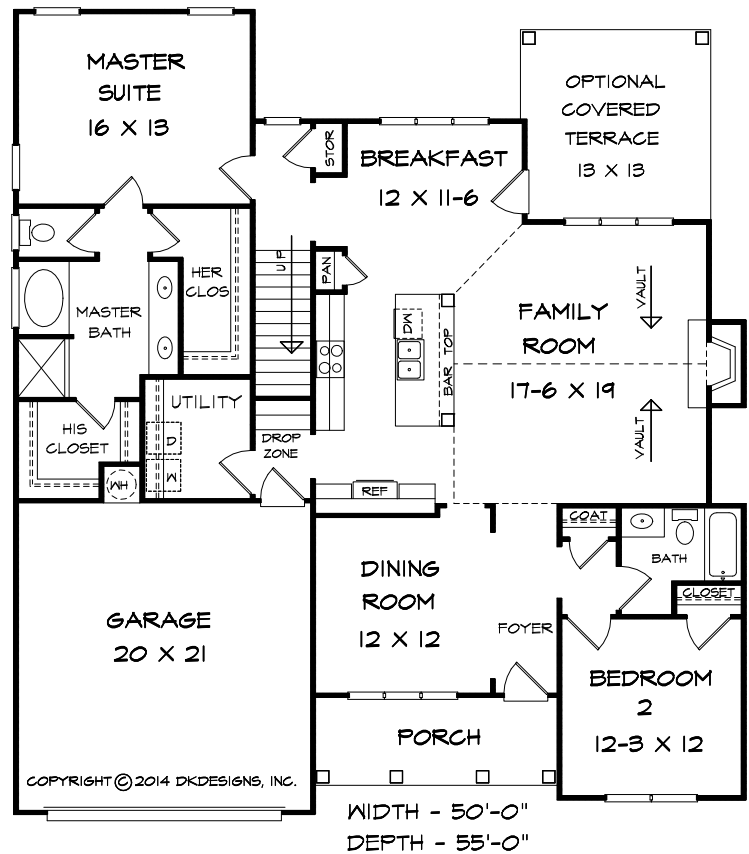 MASTER
SUITE
16 X 13
OPTIONAL
COVERED
TERRACE
13 X 13
STOR
BREAKFAST
12 X 11-6
UP
PAN
HER
CLOS
MASTER
BATH
DW
BAR TOP
FAMILY
ROOM
17-6 X 19
VAULT
VAULT
UTILITY
D
W
HIS
CLOSET
WH
DROP
ZONE
REF
COAT
BATH
CLOSET
DINING
ROOM
12 X 12
FOYER
GARAGE
20 X 21
BEDROOM
2
12-3 X 12
PORCH
COPYRIGHT © 2014 DKDESIGNS, INC.
WIDTH - 50'-0"
DEPTH - 55'-0"